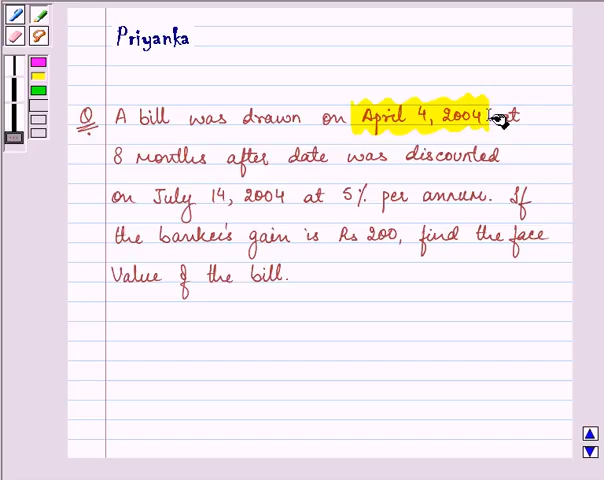 Priyanka
Q A bill was drawn on April 4, 2004 at
8 months after date was discounted
on July 14, 2004 at 5% per annum. If
the banker's gain is Rs 200, find the face
Value of the bill.